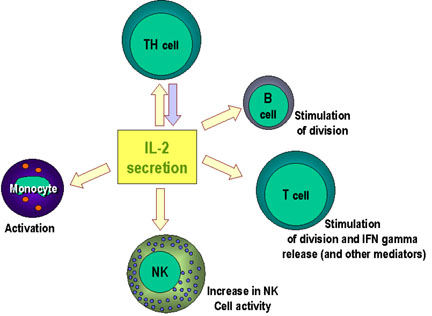 TH cell
B
cell
Stimulation
of division
IL-2
secretion
Monocyte
Activation
T cell
Stimulation
of division and IFN gamma
release (and other mediators)
NK
Increase in NK
Cell activity